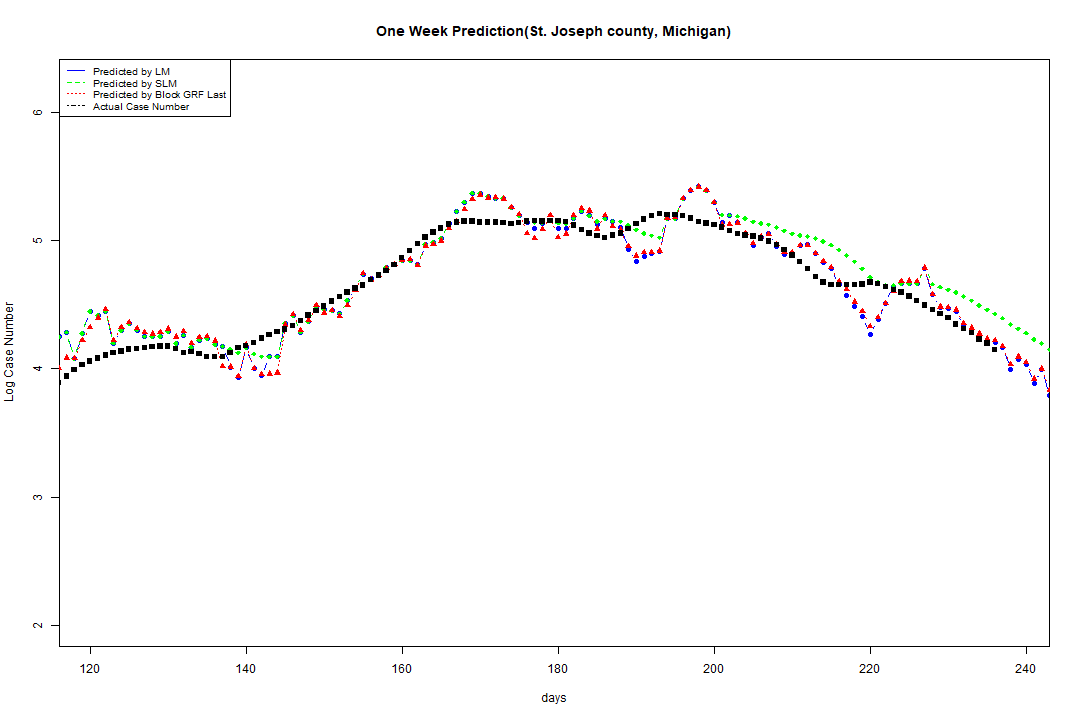 One Week Prediction(St. Joseph county, Michigan)
Predicted by LM
Predicted by SLM
Predicted by Block GRF Last
Actual Case Number
6
5
4
3
2
Log Case Number
120 140 160 180 200 220 240
days